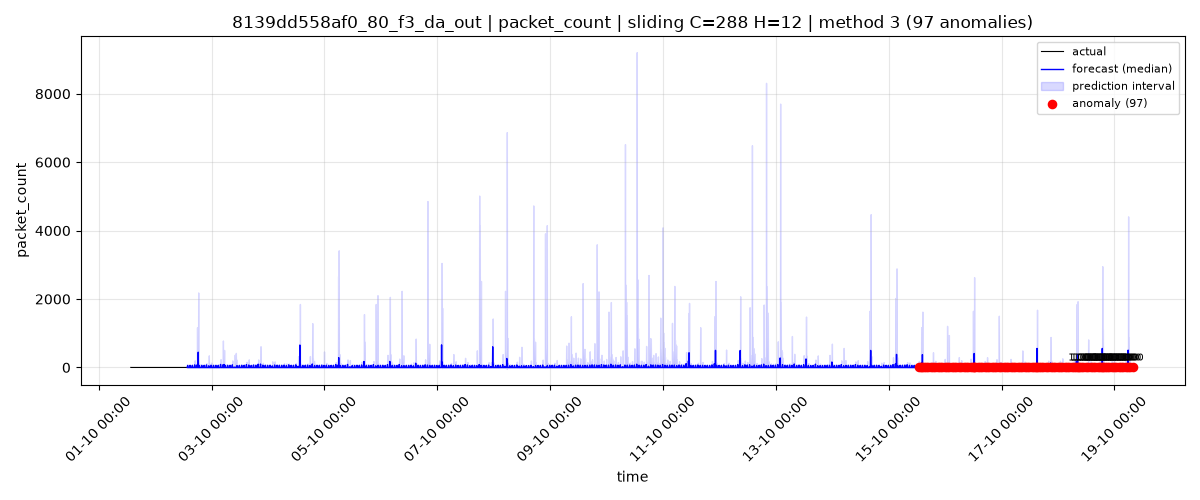 8139dd558af0_80_f3_da_out | packet_count | sliding C=288 H=12 | method 3 (97 anomalies)
actual
forecast (median)
prediction interval
anomaly (97)
packet_count
8000
6000
4000
2000
0
01-10 00:00
03-10 00:00
05-10 00:00
07-10 00:00
09-10 00:00
11-10 00:00
13-10 00:00
15-10 00:00
17-10 00:00
19-10 00:00
time